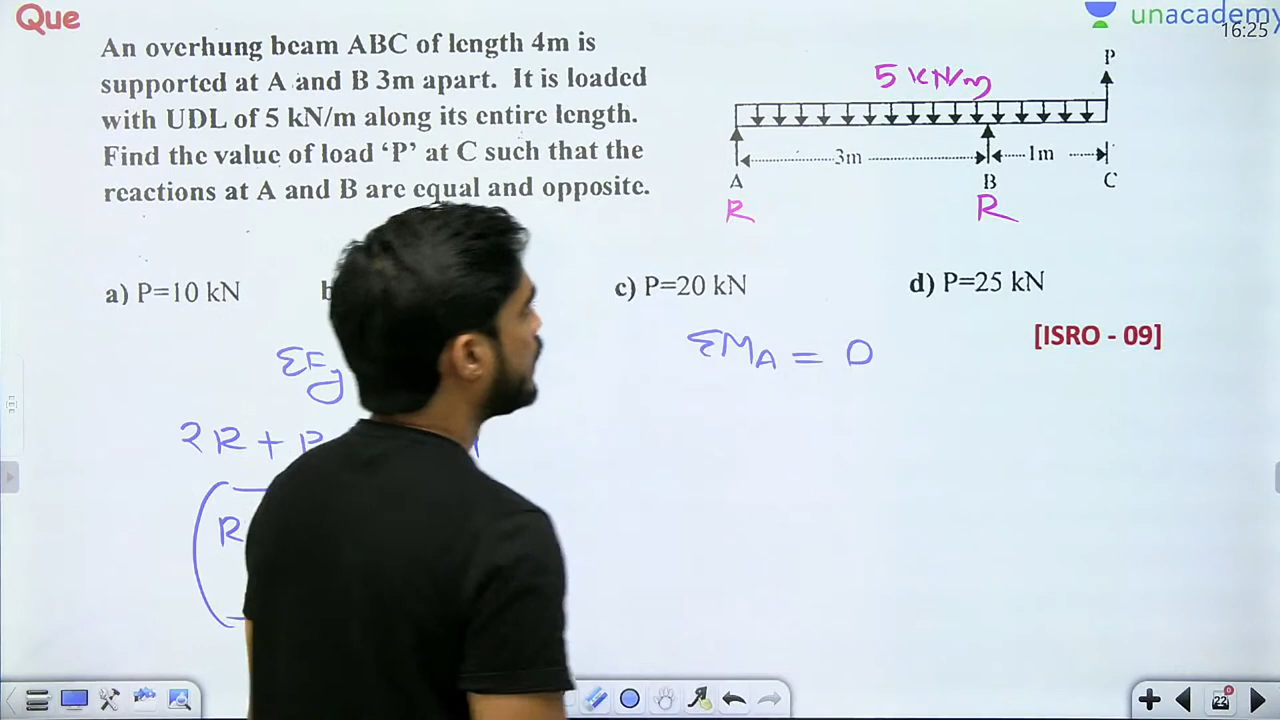 Que
unacademy
16:25
An overhung beam ABC of length 4m is
supported at A and B 3m apart. It is loaded
with UDL of 5 kN/m along its entire length.
Find the value of load ‘P’ at C such that the
reactions at A and B are equal and opposite.
P
5 kN/m
3m
1m
A
B
C
R
R
a) P=10 kN
c) P=20 kN
d) P=25 kN
[ISRO - 09]
ΣFy
ΣMA = 0
2R +
R
22